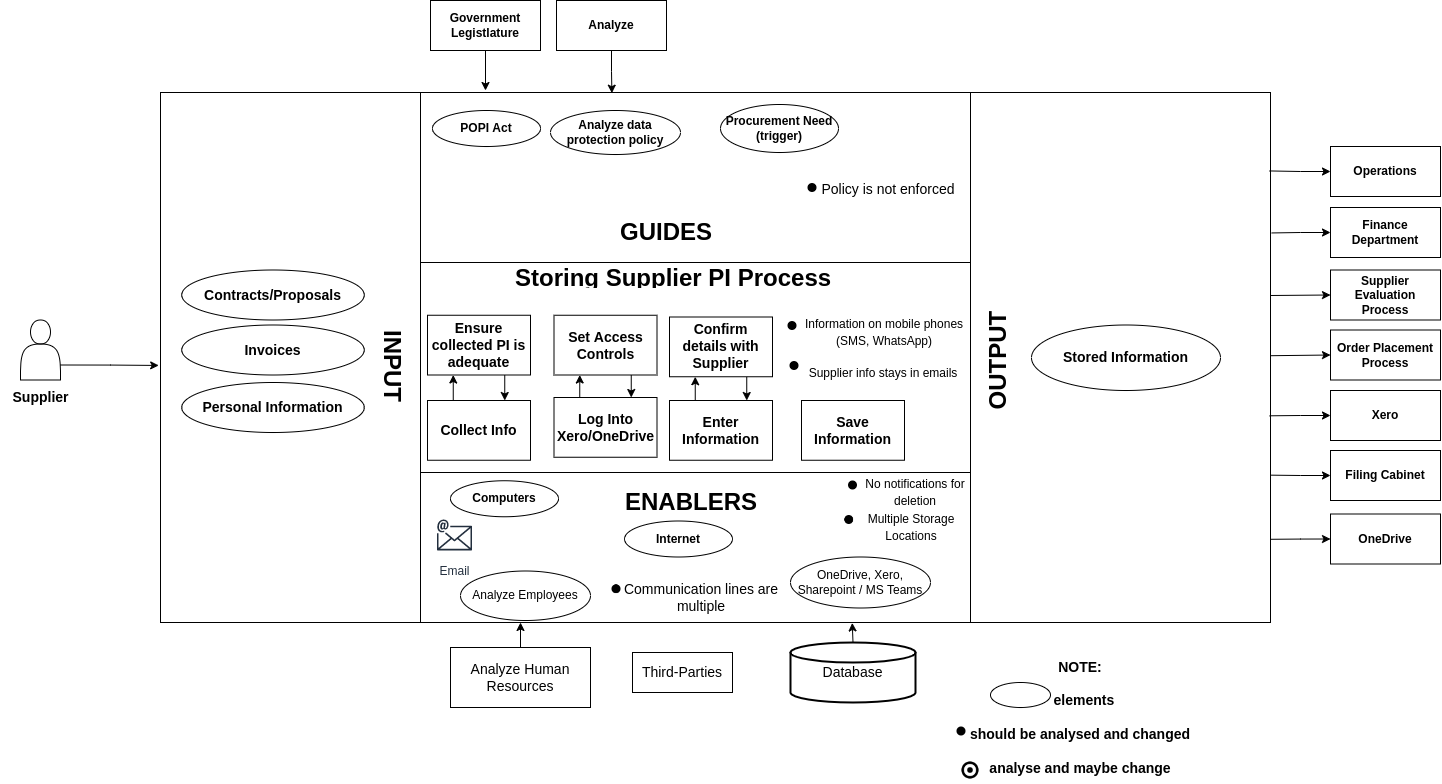 Government
Legistlature
Analyze
POPI Act
Analyze data
protection policy
Procurement Need
(trigger)
Policy is not enforced
GUIDES
Storing Supplier PI Process
Contracts/Proposals
Invoices
Personal Information
INPUT
Supplier
Ensure
collected PI is
adequate
Set Access
Controls
Confirm
details with
Supplier
Information on mobile phones
(SMS, WhatsApp)
Supplier info stays in emails
Collect Info
Log Into
Xero/OneDrive
Enter
Information
Save
Information
OUTPUT
Stored Information
Operations
Finance
Department
Supplier
Evaluation
Process
Order Placement
Process
Xero
Filing Cabinet
OneDrive
Computers
ENABLERS
No notifications for
deletion
Multiple Storage
Locations
@
Email
Internet
Analyze Employees
Communication lines are
multiple
OneDrive, Xero,
Sharepoint / MS Teams
Analyze Human
Resources
Third-Parties
Database
NOTE:
elements
should be analysed and changed
analyse and maybe change